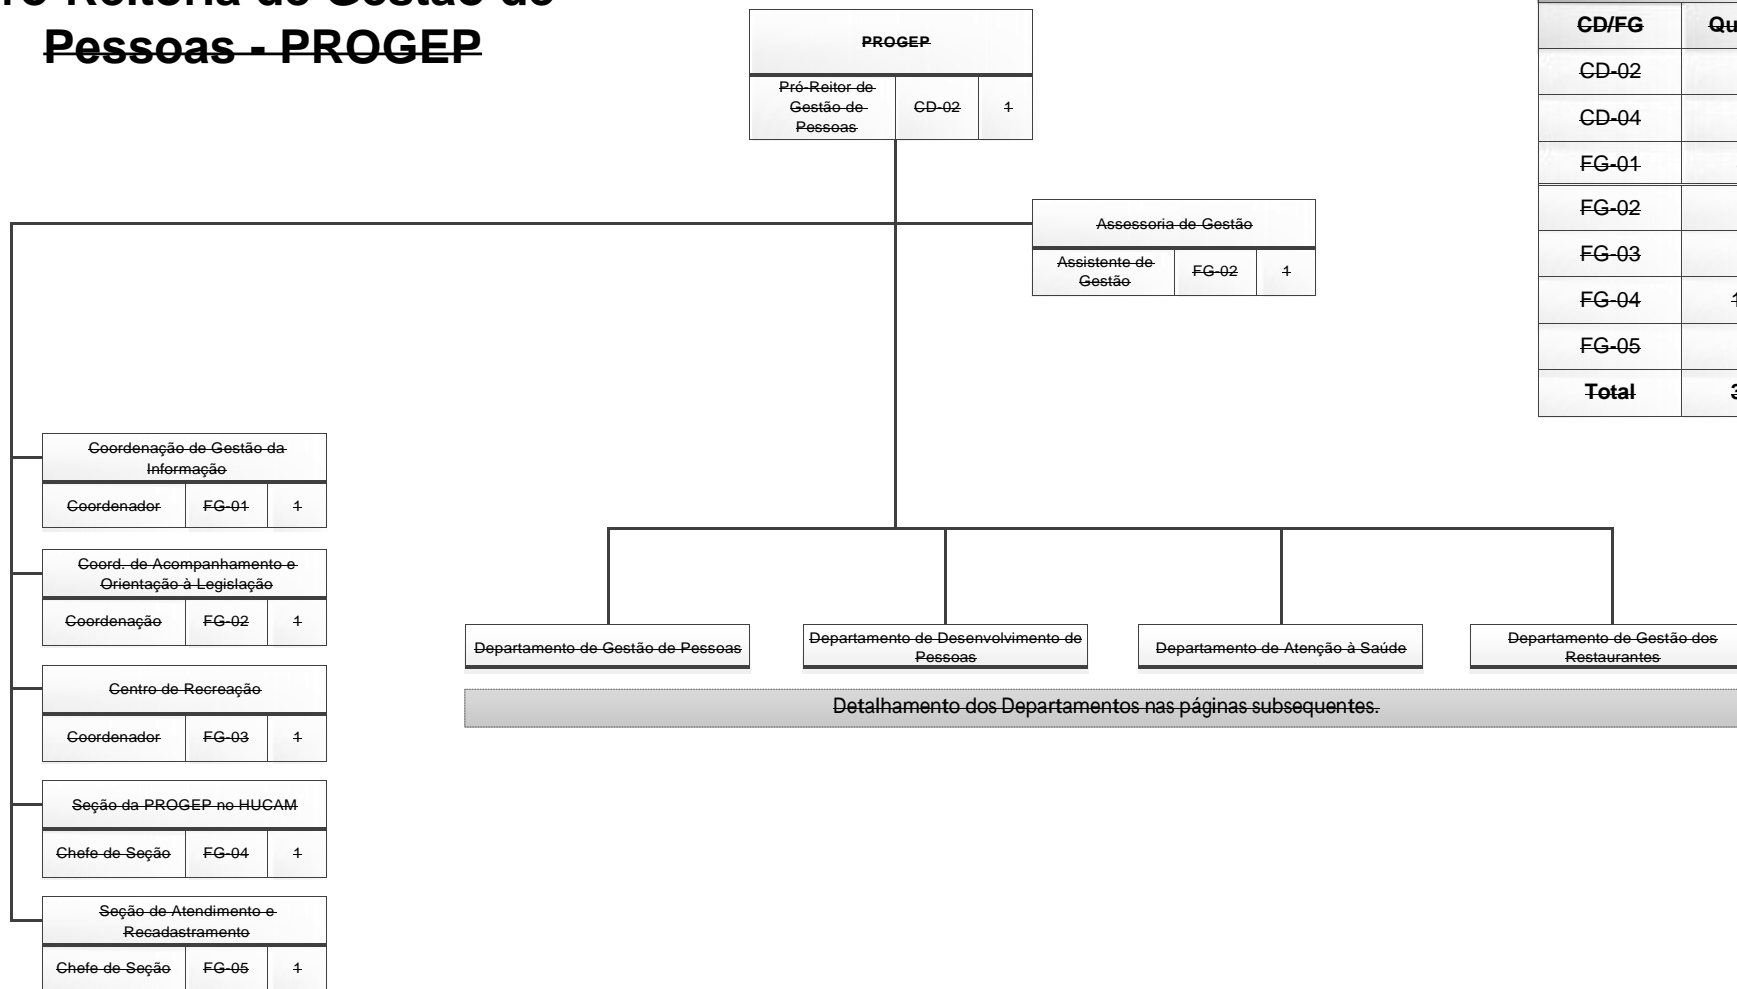 Pessoas - PROGEP
PROGEP
Pró-Reitor de
Gestão de
Pessoas
CD-02
1
Assessoria de Gestão
Assistente de
Gestão
FG-02
1
CD/FG
CD-02
CD-04
FG-01
FG-02
FG-03
FG-04
FG-05
Total
Coordenação de Gestão da
Informação
Coordenador
FG-01
1
Coord. de Acompanhamento e
Orientação à Legislação
Coordenação
FG-02
1
Centro de Recreação
Coordenador
FG-03
1
Seção da PROGEP no HUCAM
Chefe de Seção
FG-04
1
Seção de Atendimento e
Recadastramento
Chefe de Seção
FG-05
1
Departamento de Gestão de Pessoas
Departamento de Desenvolvimento de
Pessoas
Departamento de Atenção à Saúde
Departamento de Gestão dos
Restaurantes
Detalhamento dos Departamentos nas páginas subsequentes.